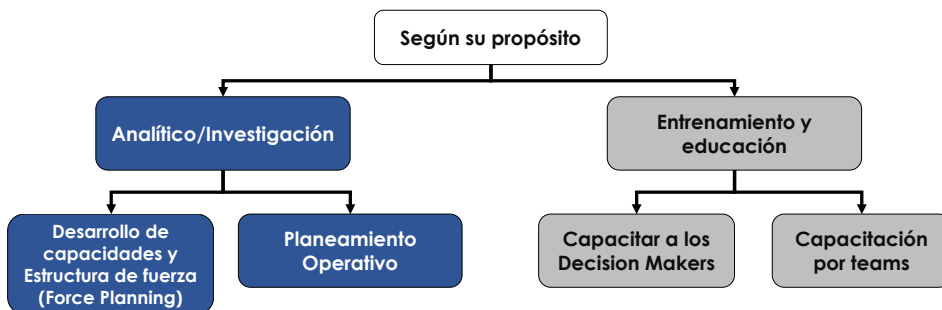 Según su propósito
Analítico/Investigación
Entrenamiento y
educación
Desarrollo de
capacidades y
Estructura de fuerza
(Force Planning)
Planeamiento
Operativo
Capacitar a los
Decision Makers
Capacitación
por teams